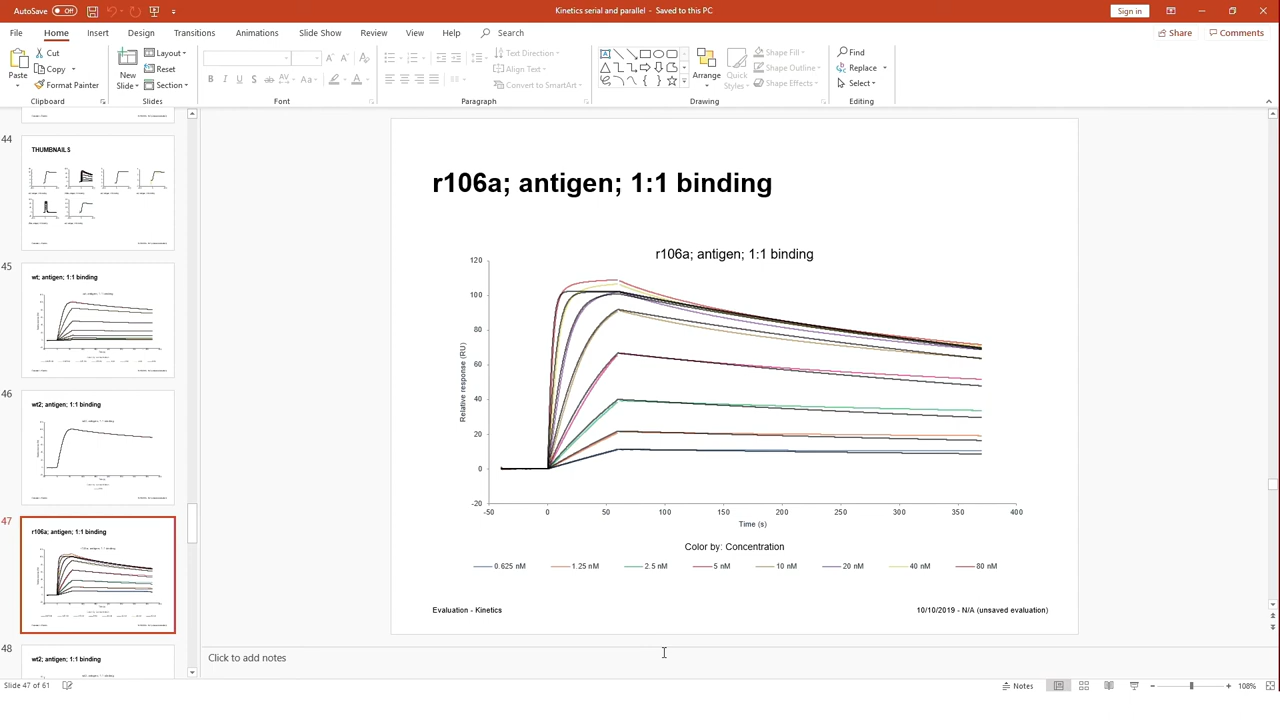 AutoSave Off
Kinetics serial and parallel - Saved to this PC
Sign in
File Home Insert Design Transitions Animations Slide Show Review View Help Search
Share Comments
Paste
Cut
Copy
Format Painter
Clipboard
New
Slide
Layout
Reset
Section
Slides
B I U S ab AV Aa A
Font
Text Direction
Align Text
Convert to SmartArt
Paragraph
Arrange
Quick
Styles
Shape Fill
Shape Outline
Shape Effects
Drawing
Find
Replace
Select
Editing
44
THUMBNAILS
45
wt; antigen; 1:1 binding
46
wt2; antigen; 1:1 binding
47
r106a; antigen; 1:1 binding
48
wt2; antigen; 1:1 binding
r106a; antigen; 1:1 binding
r106a; antigen; 1:1 binding
120
100
80
60
40
20
0
-20
Relative response (RU)
-50 0 50 100 150 200 250 300 350 400
Time (s)
Color by: Concentration
0.625 nM 1.25 nM 2.5 nM 5 nM 10 nM 20 nM 40 nM 80 nM
Evaluation - Kinetics
10/10/2019 - N/A (unsaved evaluation)
Click to add notes
Slide 47 of 61
Notes
108%